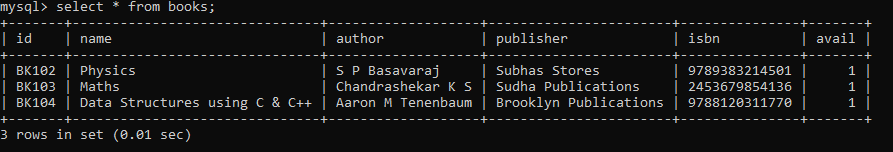 mysql> select * from books;
+-------+--------------------------------+--------------------+-----------------------+---------------+-------+
| id    | name                           | author             | publisher             | isbn          | avail |
+-------+--------------------------------+--------------------+-----------------------+---------------+-------+
| BK102 | Physics                        | S P Basavaraj      | Subhas Stores         | 9789383214501 |     1 |
| BK103 | Maths                          | Chandrashekar K S | Sudha Publications    | 2453679854136 |     1 |
| BK104 | Data Structures using C & C++ | Aaron M Tenenbaum | Brooklyn Publications | 9788120311770 |     1 |
+-------+--------------------------------+--------------------+-----------------------+---------------+-------+
3 rows in set (0.01 sec)